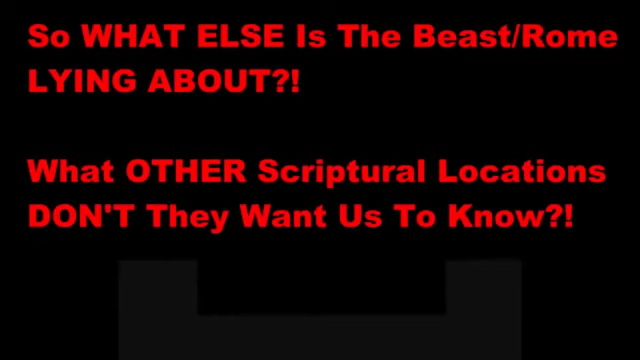 So WHAT ELSE Is The Beast/Rome
LYING ABOUT?!
What OTHER Scriptural Locations
DON'T They Want Us To Know?!